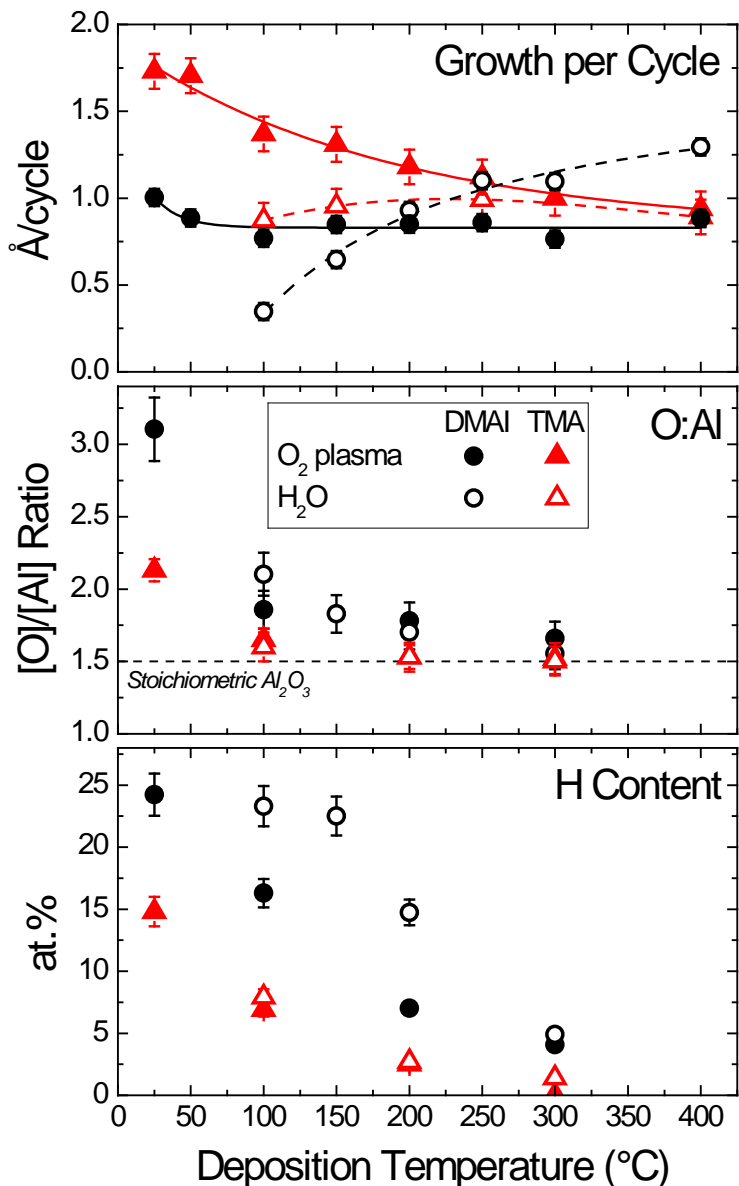 Growth per Cycle
Å/cycle
2.0
1.5
1.0
0.5
0.0
O:Al
DMAI TMA
O₂ plasma
H₂O
[O]/[Al] Ratio
3.0
2.5
2.0
1.5
1.0
Stoichiometric Al₂O₃
H Content
at.%
25
20
15
10
5
0
0 50 100 150 200 250 300 350 400
Deposition Temperature (°C)